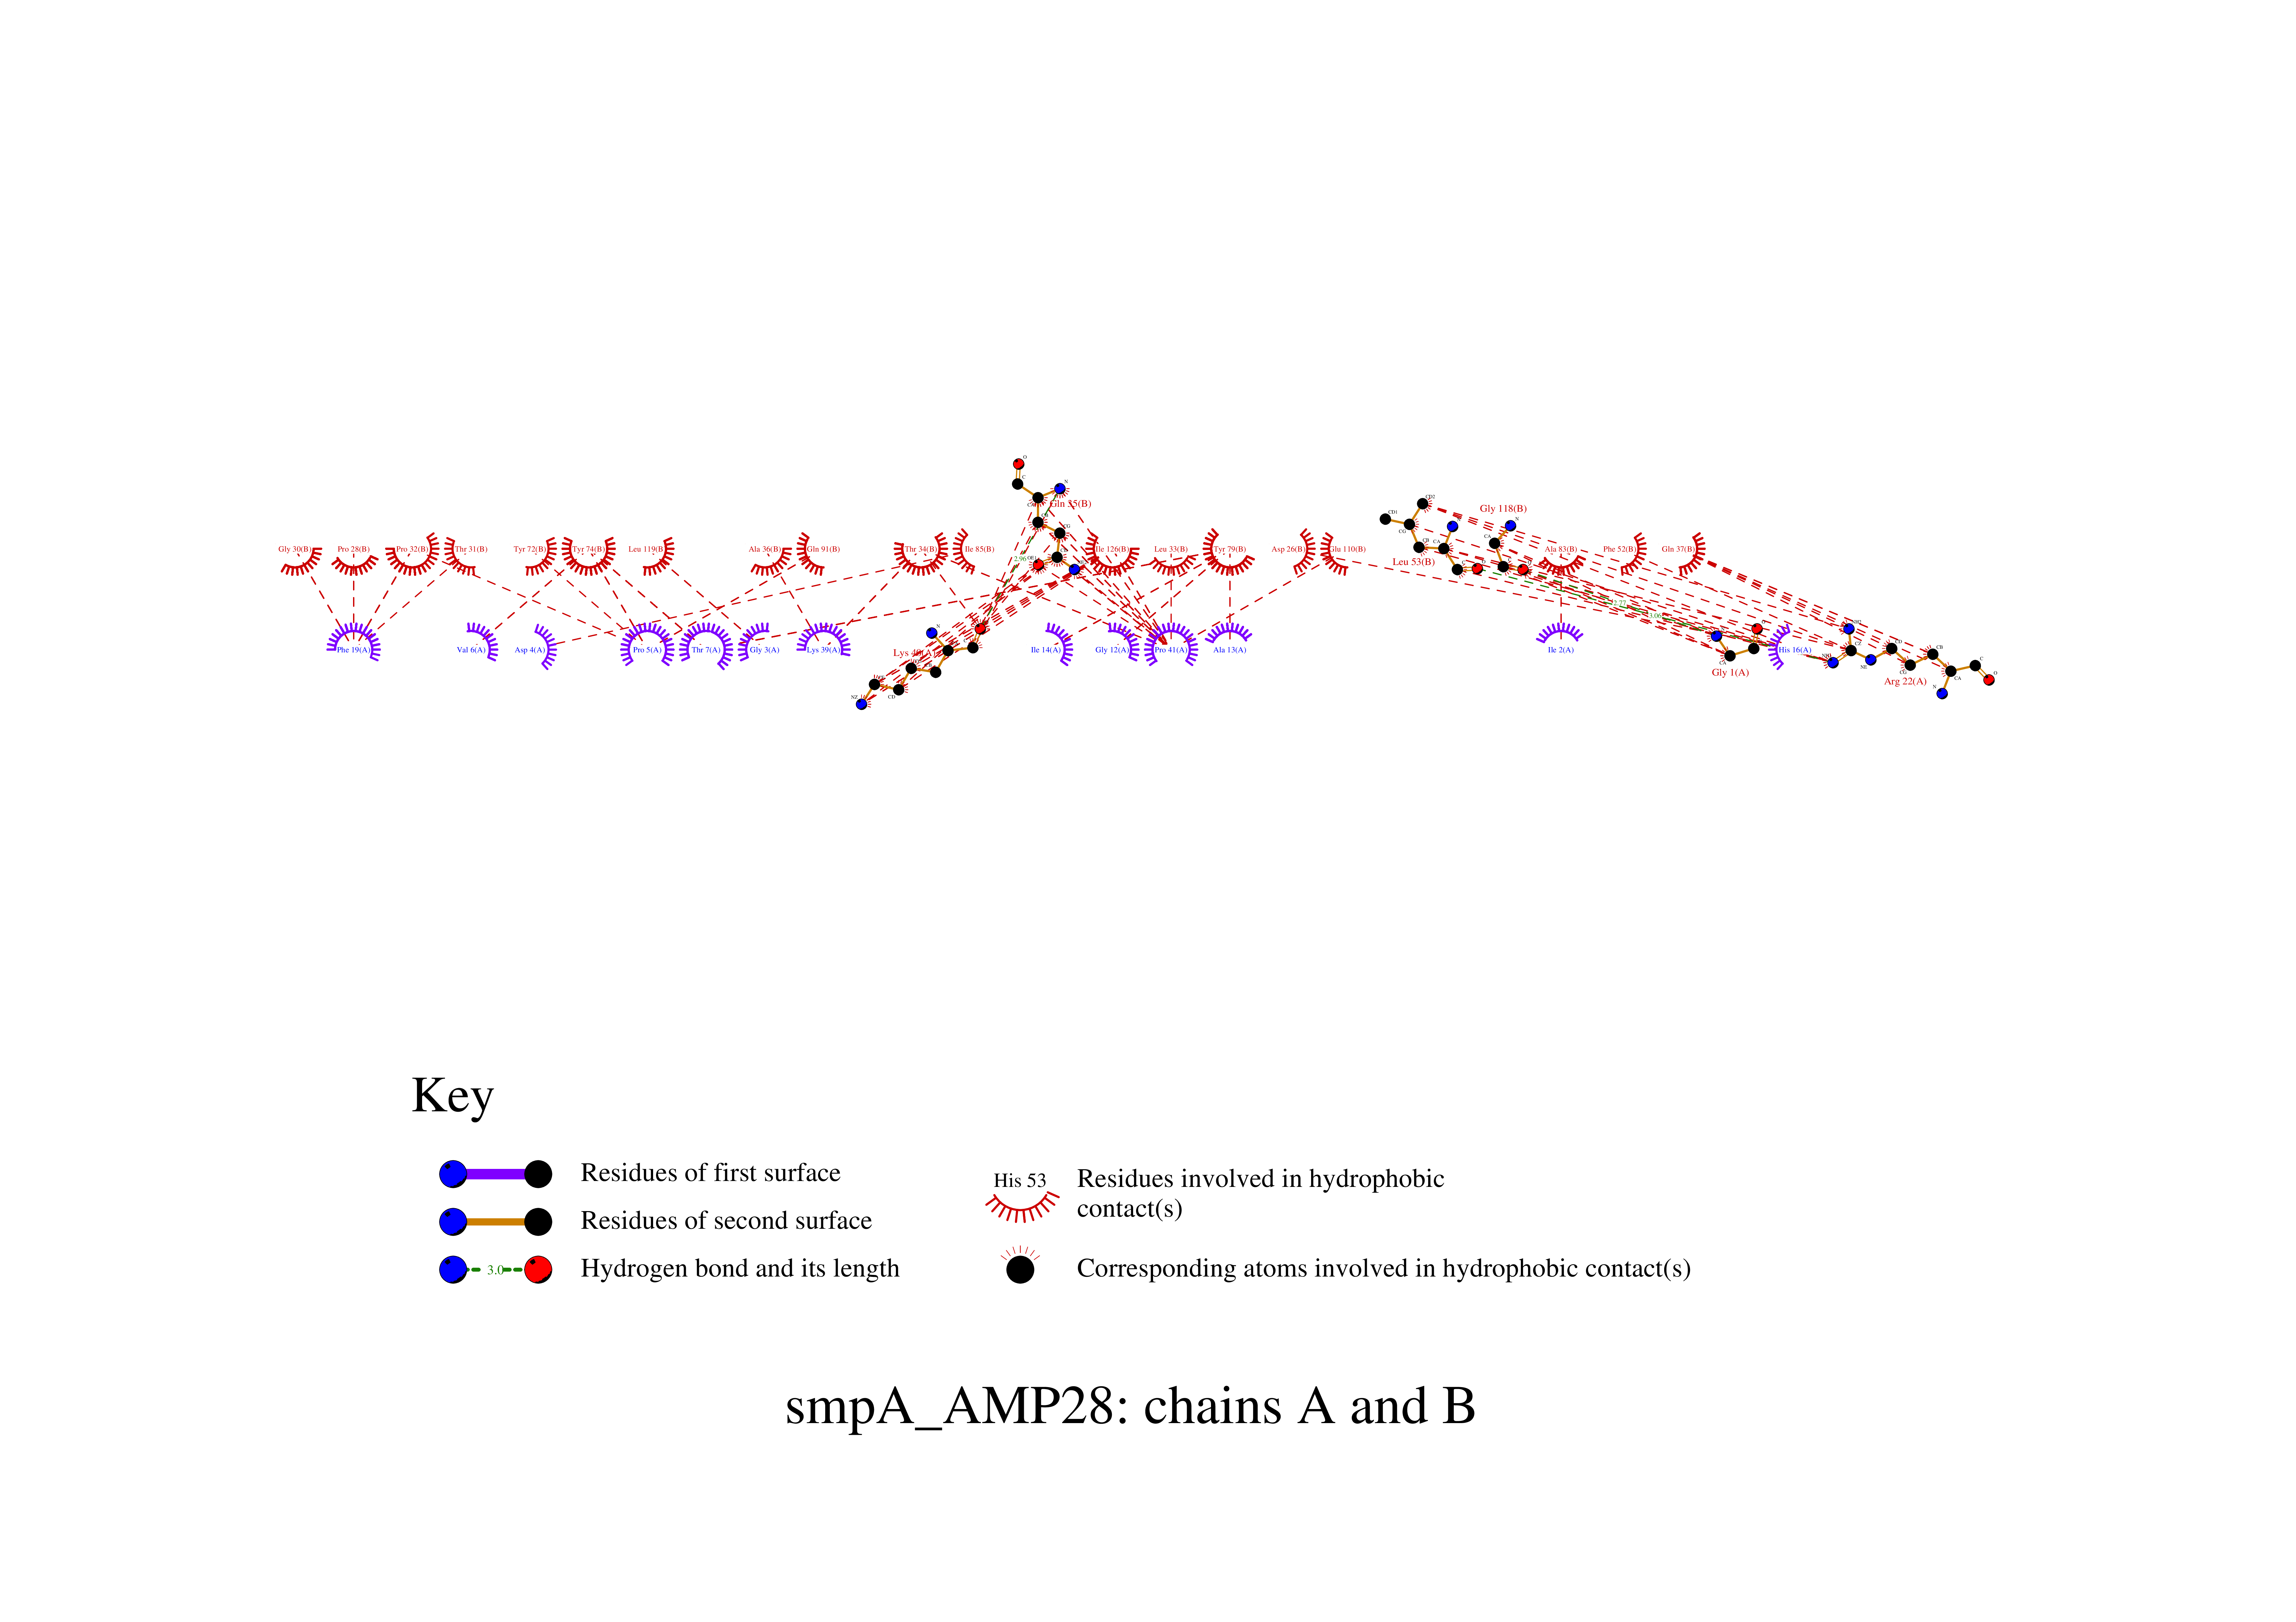 Gln 35(B)
Gly 118(B)
Gly 30(B) Pro 28(B) Pro 32(B) Thr 31(B) Tyr 72(B) Tyr 74(B) Leu 119(B) Ala 36(B) Gln 91(B) Thr 34(B) Ile 85(B) Ile 126(B) Leu 33(B) Tyr 79(B) Asp 26(B) Glu 110(B) Ala 83(B) Phe 52(B) Gln 37(B)
Leu 53(B)
Phe 19(A) Val 6(A) Asp 4(A) Pro 5(A) Thr 7(A) Gly 3(A) Lys 39(A) Ile 14(A) Gly 12(A) Pro 41(A) Ala 13(A) Ile 2(A) His 16(A)
Gly 1(A)
Arg 22(A)
Key
Residues of first surface
Residues of second surface
3.0 Hydrogen bond and its length
His 53 Residues involved in hydrophobic
contact(s)
Corresponding atoms involved in hydrophobic contact(s)
smpA_AMP28: chains A and B